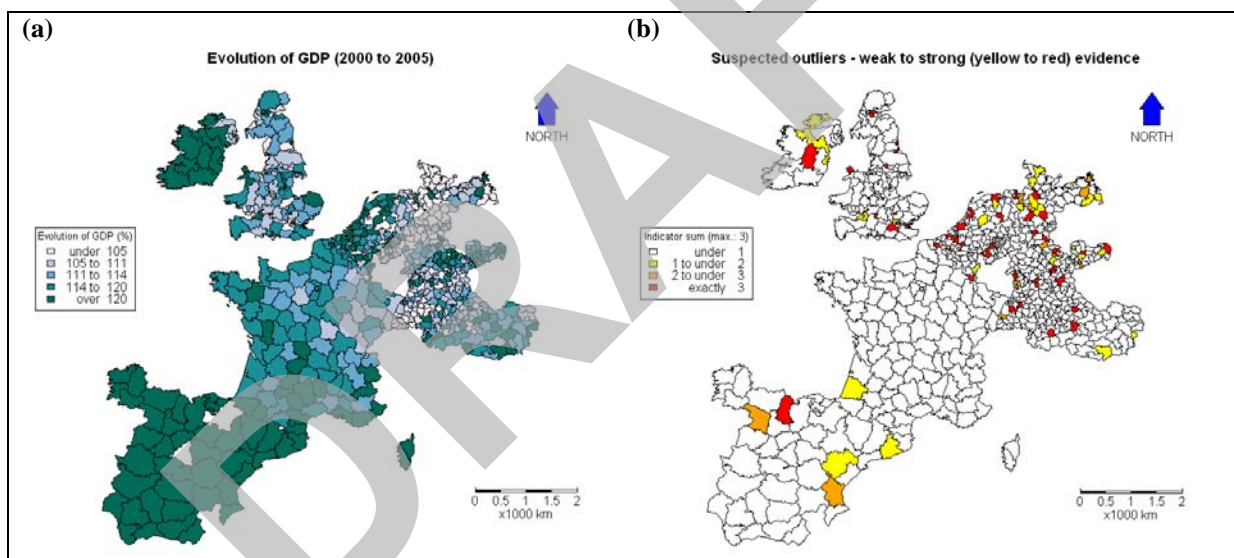 (a)
Evolution of GDP (2000 to 2005)
NORTH
Evolution of GDP (%)
under 105
105 to 111
111 to 114
114 to 120
over 120
0 0.5 1 1.5 2
x1000 km
(b)
Suspected outliers - weak to strong (yellow to red) evidence
NORTH
Indicator sum (max.: 3)
under 1
1 to under 2
2 to under 3
exactly 3
0 0.5 1 1.5 2
x1000 km
DRAF